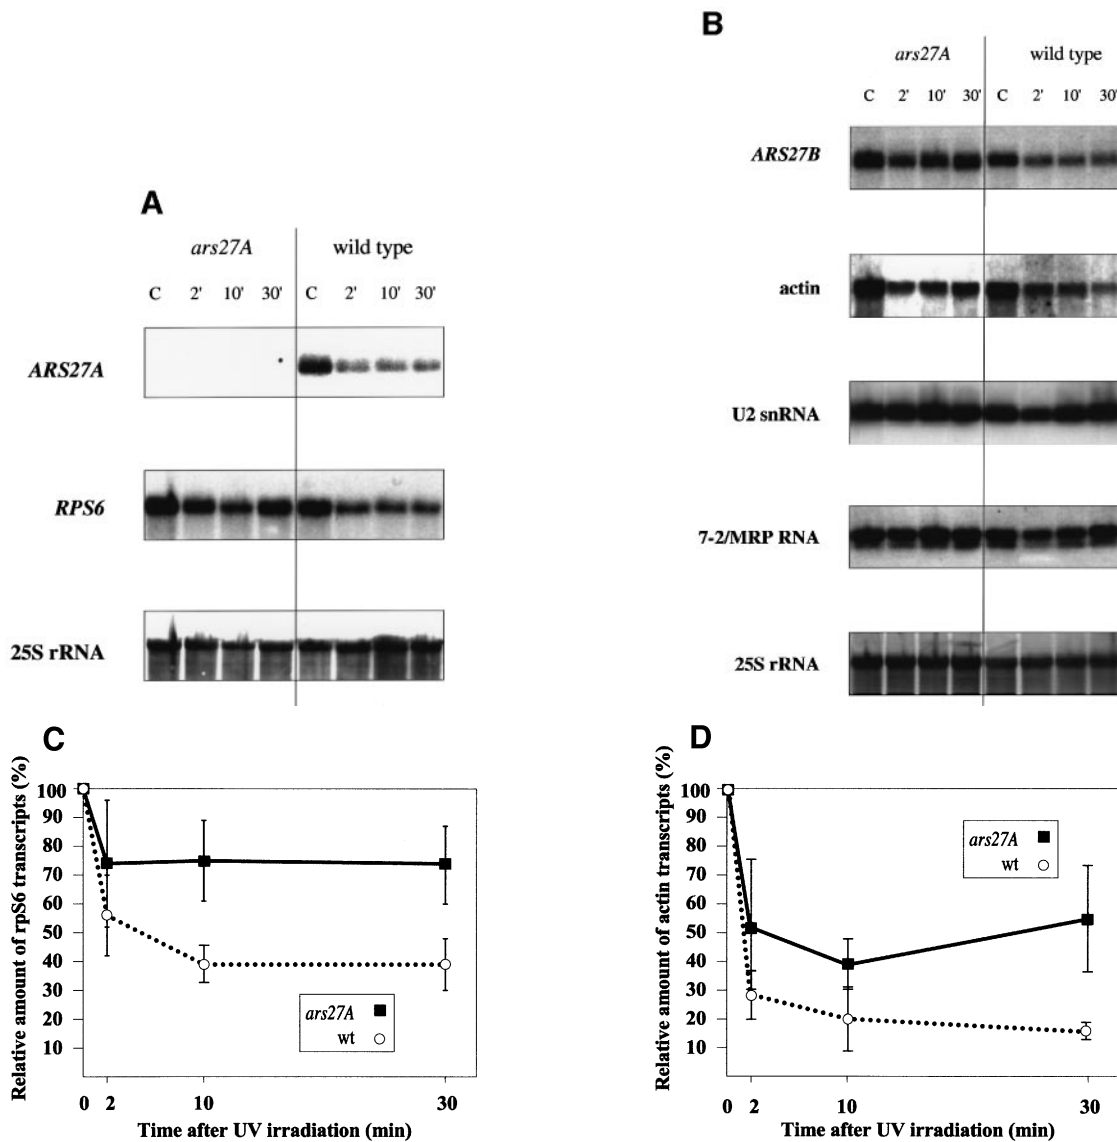 A
ars27A wild type
C 2' 10' 30' C 2' 10' 30'
ARS27A
RPS6
25S rRNA
B
ars27A wild type
C 2' 10' 30' C 2' 10' 30'
ARS27B
actin
U2 snRNA
7-2/MRP RNA
25S rRNA
C
Relative amount of rpS6 transcripts (%)
100
90
80
70
60
50
40
30
20
10
ars27A
wt
0 2 10 30
Time after UV irradiation (min)
D
Relative amount of actin transcripts (%)
100
90
80
70
60
50
40
30
20
10
ars27A
wt
0 2 10 30
Time after UV irradiation (min)